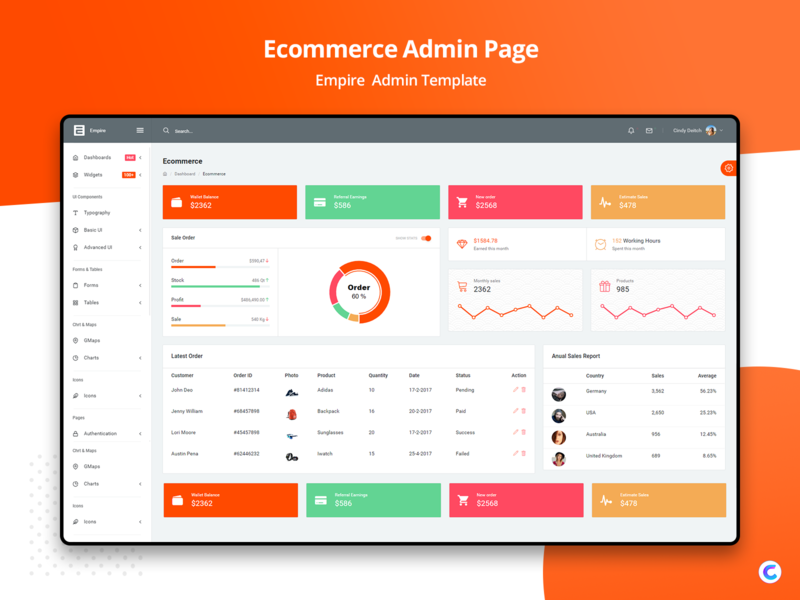 Ecommerce Admin Page
Empire Admin Template
Empire
Search...
Cindy Deitch
Dashboards
Hot
Widgets
100+
UI Components
Typography
Basic UI
Advanced UI
Forms & Tables
Forms
Tables
Chrt & Maps
GMaps
Charts
Icons
Icons
Pages
Authentication
Chrt & Maps
GMaps
Charts
Icons
Icons
Ecommerce
Dashboard
Ecommerce
Wallet Balance
$2362
Referral Earnings
$586
New order
$2568
Estimate Sales
$478
Sale Order
Order
Stock
Profit
Sale
Order
60 %
$1564.78
Earned this month
152 Working Hours
Spent this month
Monthly sales
2362
Products
985
Latest Order
Customer Order ID Photo Product Quantity Date Status Action
John Deo #81412314 Adidas 10 17-2-2017 Pending
Jenny William #68457898 Backpack 16 20-2-2017 Paid
Lori Moore #45457898 Sunglasses 20 17-2-2017 Success
Austin Pena #62446232 Iwatch 15 25-4-2017 Failed
Anual Sales Report
Country Sales Average
Germany 3,562 56.23%
USA 2,650 25.23%
Australia 956 12.45%
United Kingdom 689 8.65%
Wallet Balance
$2362
Referral Earnings
$586
New order
$2568
Estimate Sales
$478